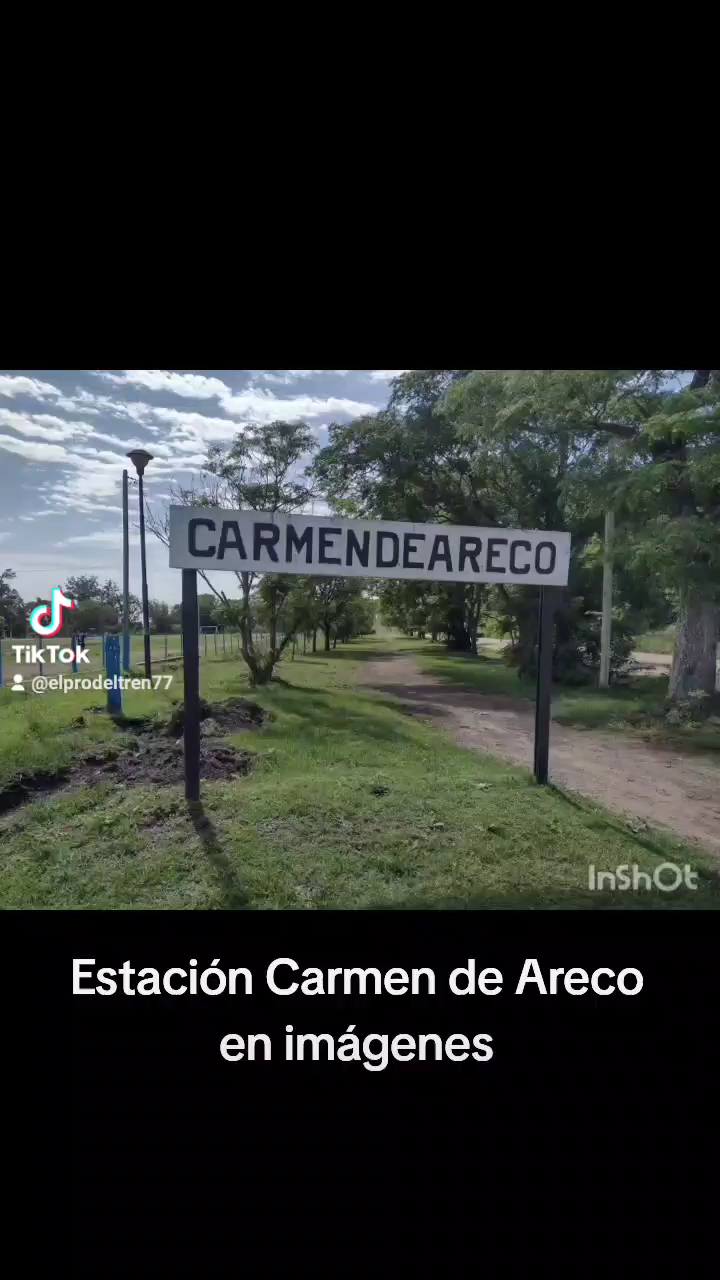 CARMENDEARECO
TikTok
@elprodeltren77
InShOt
Estación Carmen de Areco
en imágenes